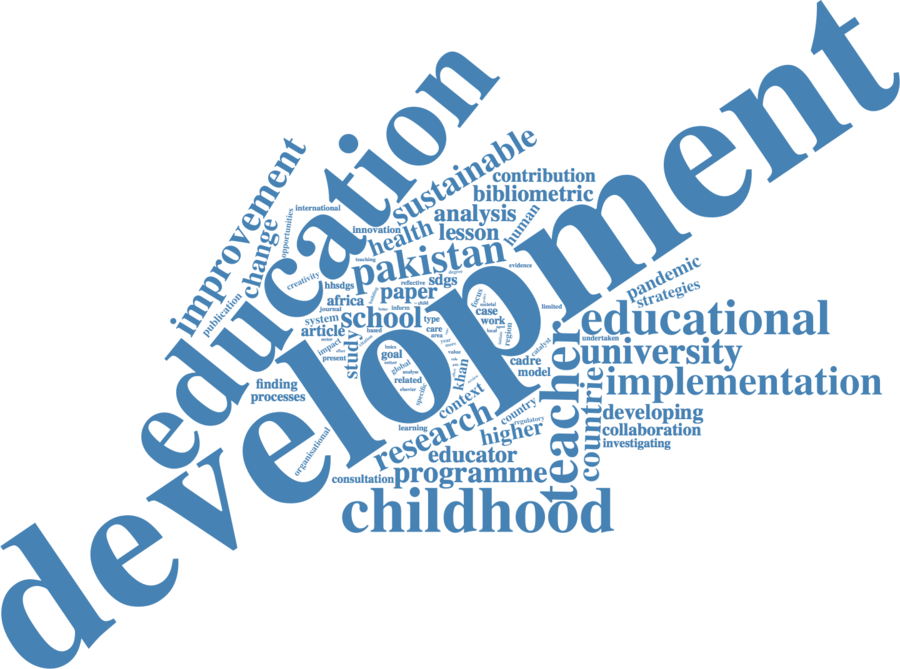 development
education
improvement
sustainable
contribution
bibliometric
analysis
lesson
human
international
opportunities
innovation
health
change
publication
teaching
pakistan
evidence
creativity
hhsdgs
reflective
sdgs
degree
africa
paper
journal
inform
child
focus
societal
limited
pandemic
strategies
system
school
type
case
work
region
article
based
care
area
educational
undertaken
impact
study
catalyst
present
goal
value
cadre
model
university
global
related
khan
implementation
specific
finding
processes
context
country
regulatory
teacher
countries
developing
collaboration
investigating
learning
research
higher
organisational
educator
consultation
programme
childhood